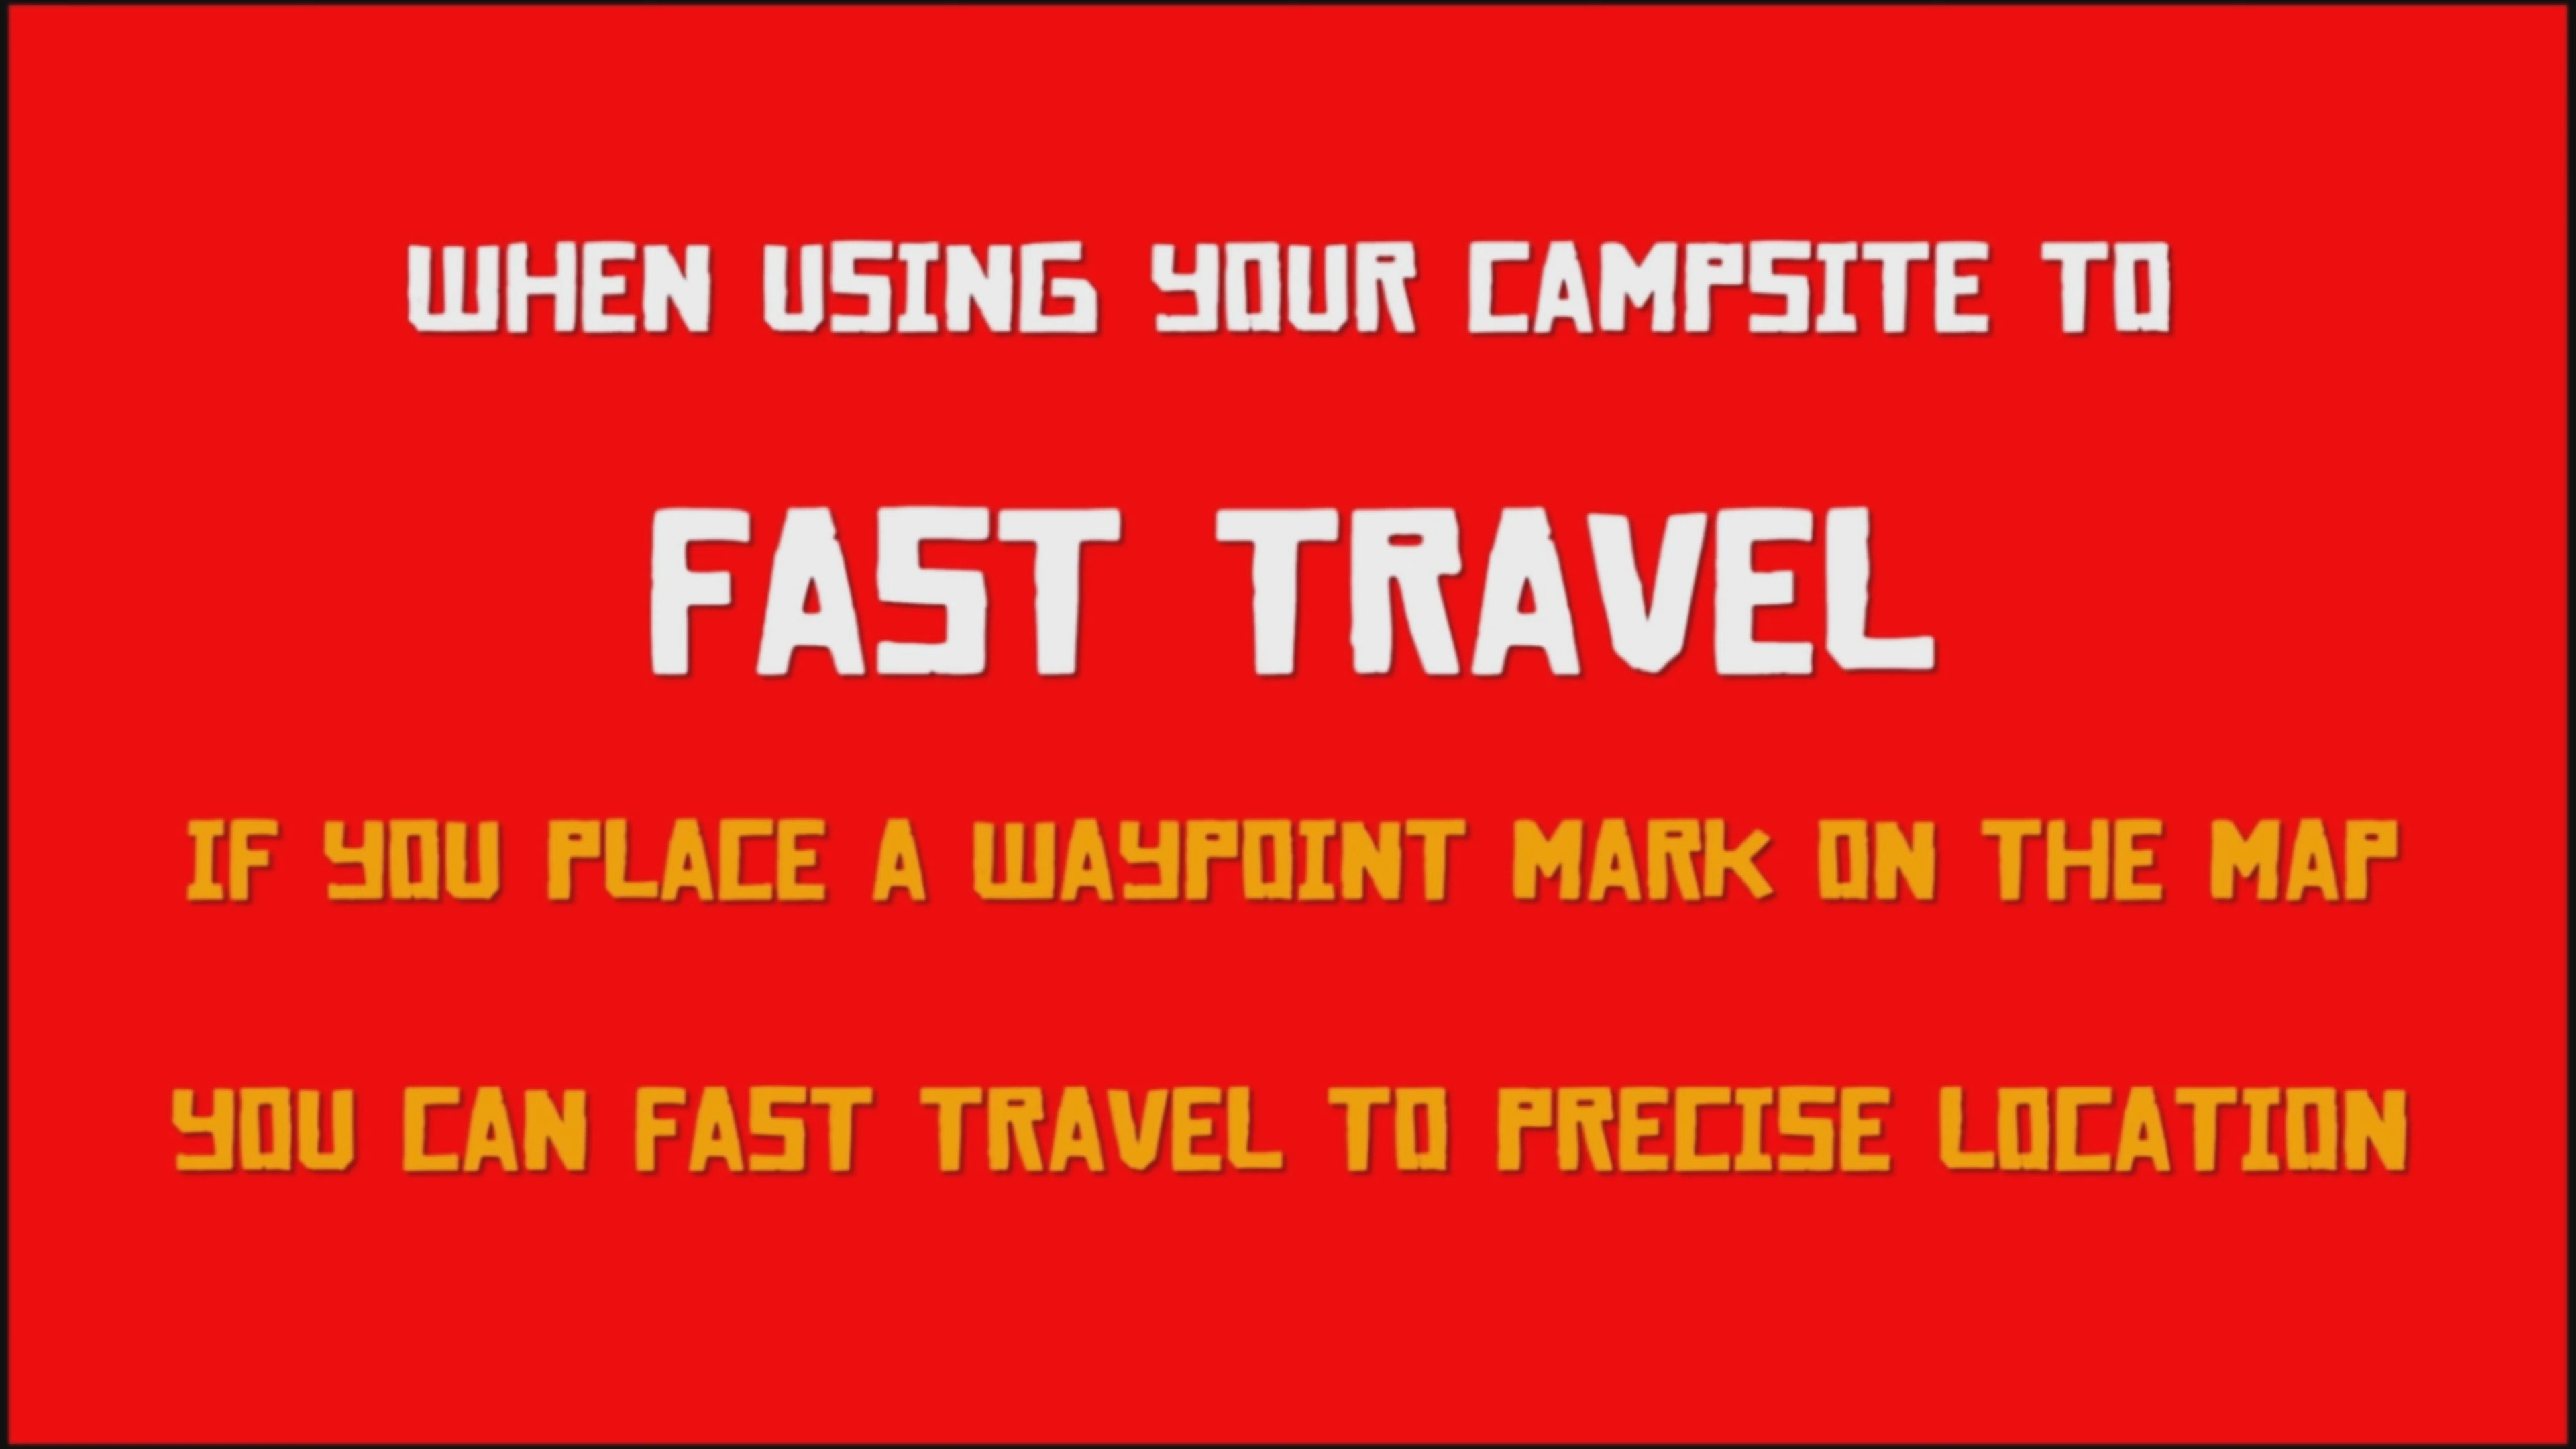 WHEN USING YOUR CAMPSITE TO
FAST TRAVEL
IF YOU PLACE A WAYPOINT MARK ON THE MAP
YOU CAN FAST TRAVEL TO PRECISE LOCATION